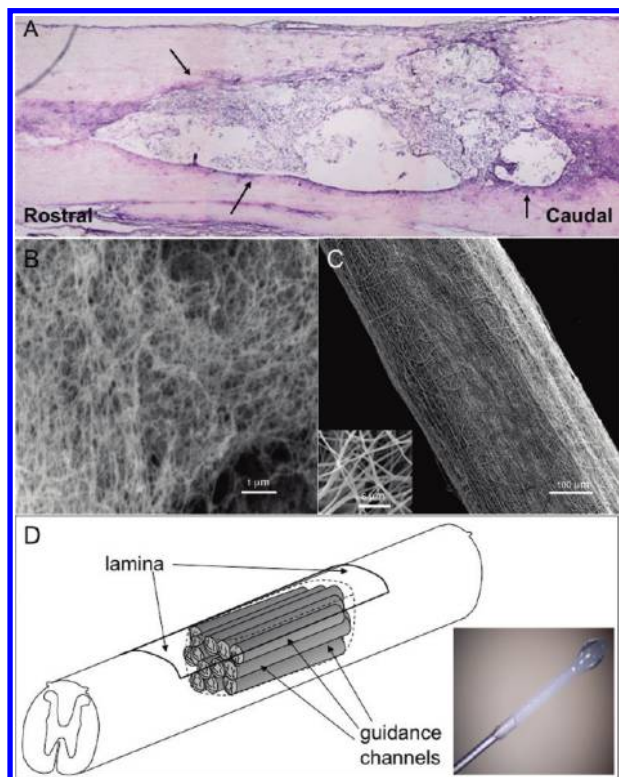 A
Rostral
Caudal
B
1 μm
C
100 μm
D
lamina
guidance
channels